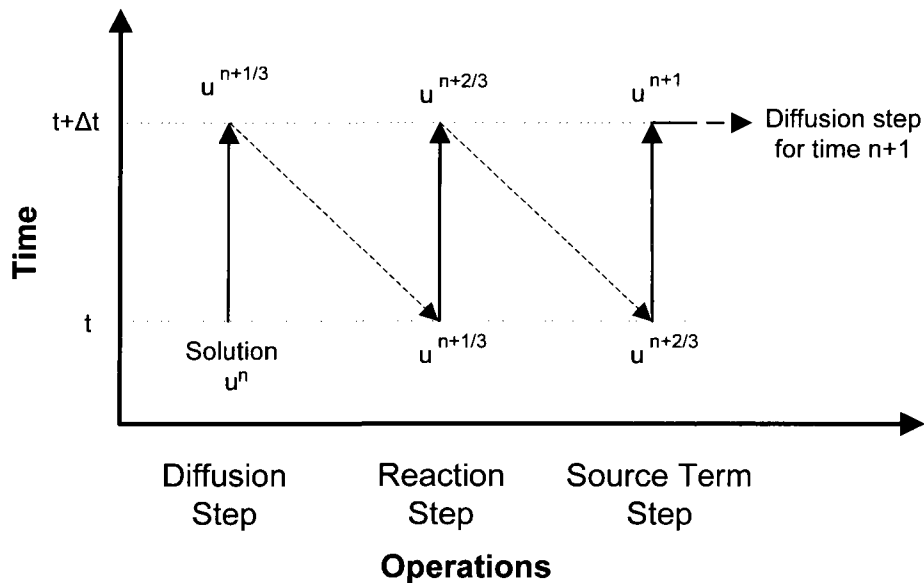 u^n+1/3
u^n+2/3
u^n+1
t+Δt
Diffusion step
for time n+1
Time
t
Solution
u^n
u^n+1/3
u^n+2/3
Diffusion
Step
Reaction
Step
Source Term
Step
Operations